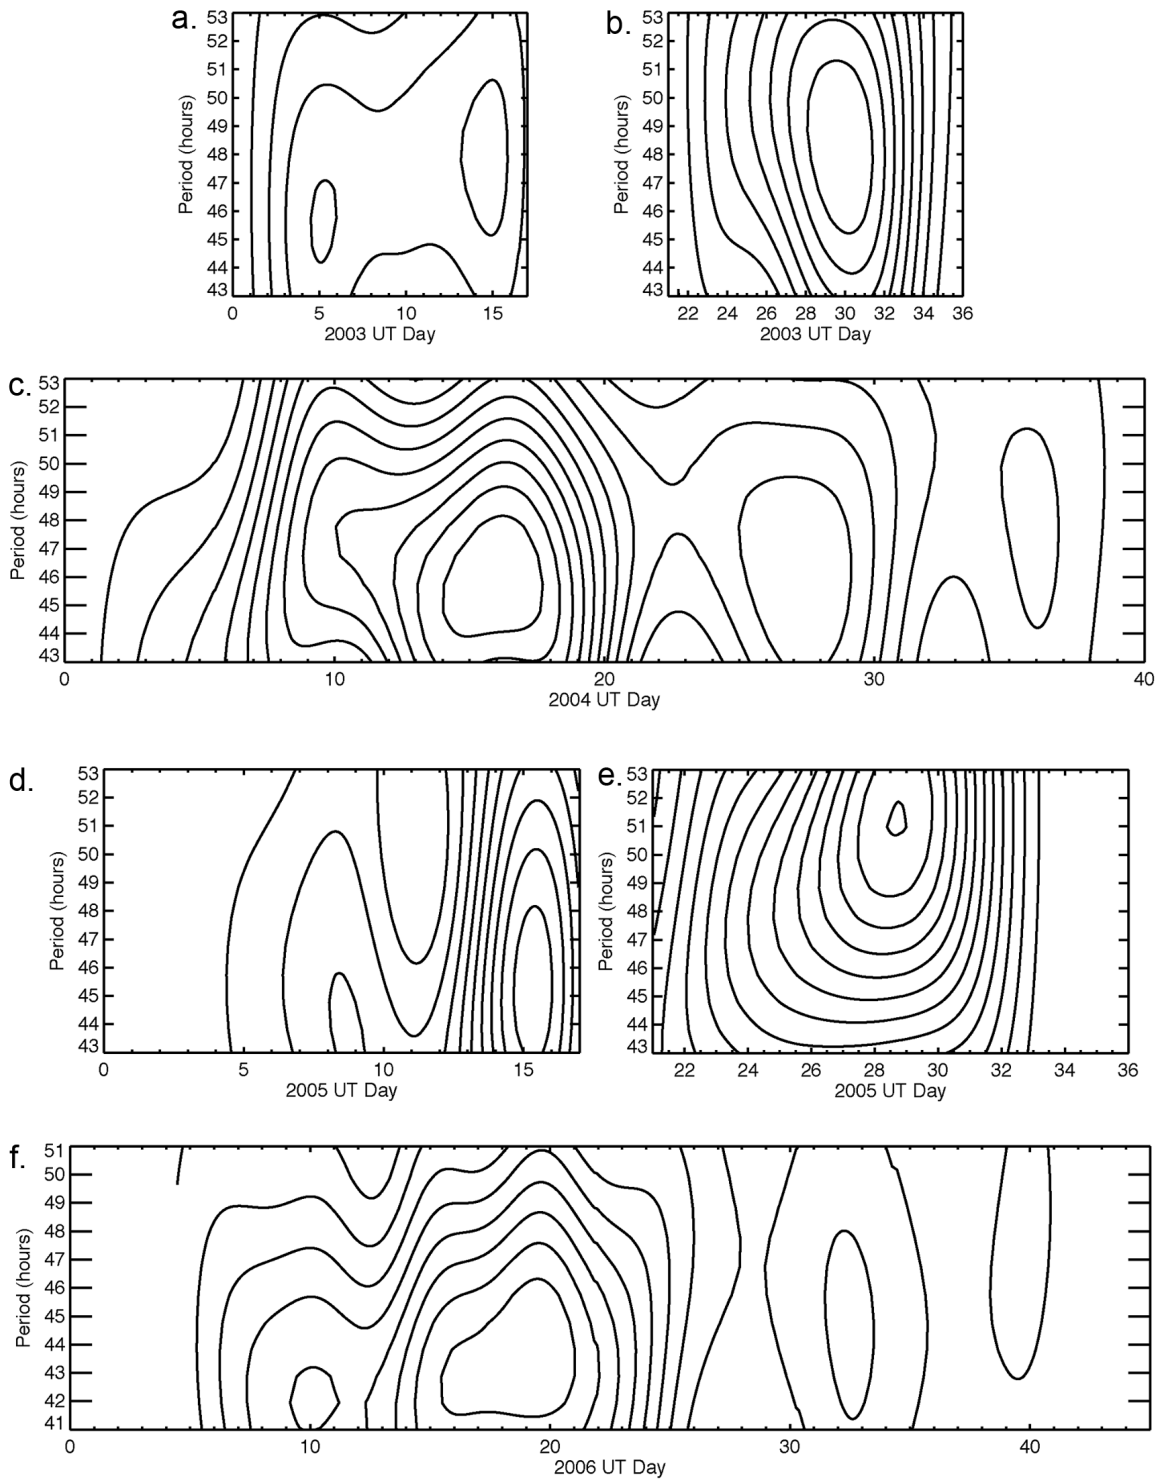 a.
53
52
51
50
49
48
47
46
45
44
43
Period (hours)
0 5 10 15
2003 UT Day
b.
53
52
51
50
49
48
47
46
45
44
43
Period (hours)
22 24 26 28 30 32 34 36
2003 UT Day
c.
53
52
51
50
49
48
47
46
45
44
43
Period (hours)
0 10 20 30 40
2004 UT Day
d.
53
52
51
50
49
48
47
46
45
44
43
Period (hours)
0 5 10 15
2005 UT Day
e.
53
52
51
50
49
48
47
46
45
44
43
Period (hours)
22 24 26 28 30 32 34 36
2005 UT Day
f.
51
50
49
48
47
46
45
44
43
42
41
Period (hours)
0 10 20 30 40
2006 UT Day